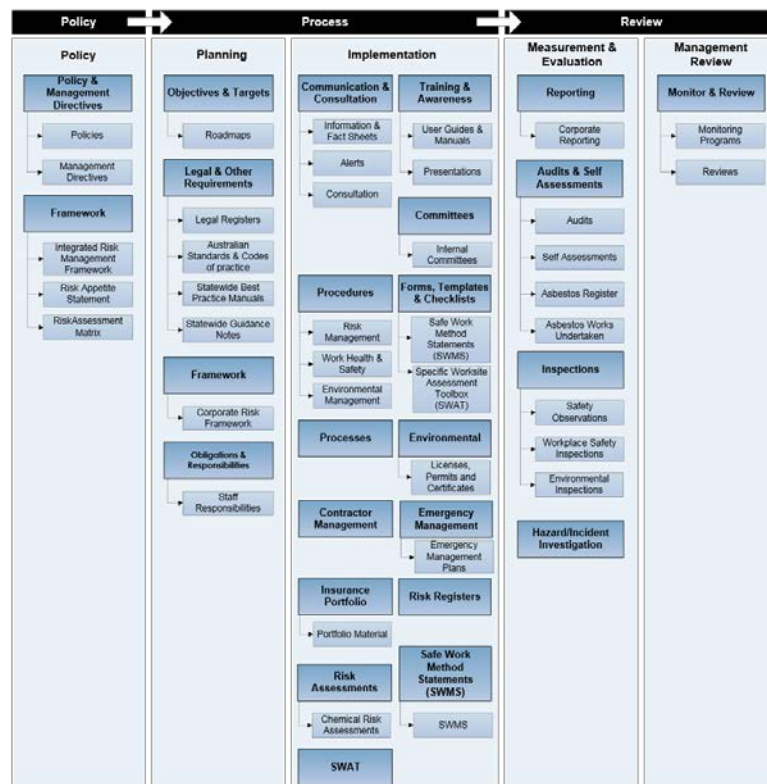 Policy
Process
Review
Policy
Policy &
Management
Directives
Policies
Management
Directives
Framework
Integrated Risk
Management
Framework
Risk Appetite
Statement
RiskAssessment
Matrix
Planning
Objectives & Targets
Roadmaps
Legal & Other
Requirements
Legal Registers
Australian
Standards & Codes
of practice
Statewide Best
Practice Manuals
Statewide Guidance
Notes
Framework
Corporate Risk
Framework
Obligations &
Responsibilities
Staff
Responsibilities
Implementation
Communication &
Consultation
Information &
Fact Sheets
Alerts
Consultation
Procedures
Risk
Management
Work Health &
Safety
Environmental
Management
Processes
Contractor
Management
Insurance
Portfolio
Portfolio Material
Risk
Assessments
Chemical Risk
Assessments
SWAT
Training &
Awareness
User Guides &
Manuals
Presentations
Committees
Internal
Committees
Forms, Templates
& Checklists
Safe Work
Method
Statements
(SWMS)
Specific Worksite
Assessment
Toolbox
(SWAT)
Environmental
Licenses,
Permits and
Certificates
Emergency
Management
Emergency
Management
Plans
Risk Registers
Safe Work
Method
Statements
(SWMS)
SWMS
Measurement &
Evaluation
Reporting
Corporate
Reporting
Audits & Self
Assessments
Audits
Self Assessments
Asbestos Register
Asbestos Works
Undertaken
Inspections
Safety
Observations
Workplace Safety
Inspections
Environmental
Inspections
Hazard/Incident
Investigation
Management
Review
Monitor & Review
Monitoring
Programs
Reviews